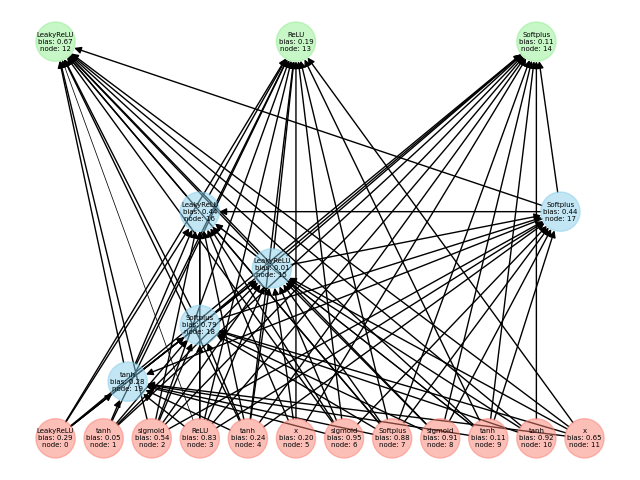 LeakyReLU
bias: 0.67
node: 12
ReLU
bias: 0.19
node: 13
Softplus
bias: 0.11
node: 14
LeakyReLU
bias: 0.44
node: 16
Softplus
bias: 0.44
node: 17
LeakyReLU
bias: 0.01
node: 15
Softplus
bias: 0.79
node: 18
tanh
bias: 0.28
node: 19
LeakyReLU
bias: 0.29
node: 0
tanh
bias: 0.05
node: 1
sigmoid
bias: 0.54
node: 2
ReLU
bias: 0.83
node: 3
tanh
bias: 0.24
node: 4
x
bias: 0.20
node: 5
sigmoid
bias: 0.95
node: 6
Softplus
bias: 0.88
node: 7
sigmoid
bias: 0.91
node: 8
tanh
bias: 0.11
node: 9
tanh
bias: 0.92
node: 10
x
bias: 0.65
node: 11